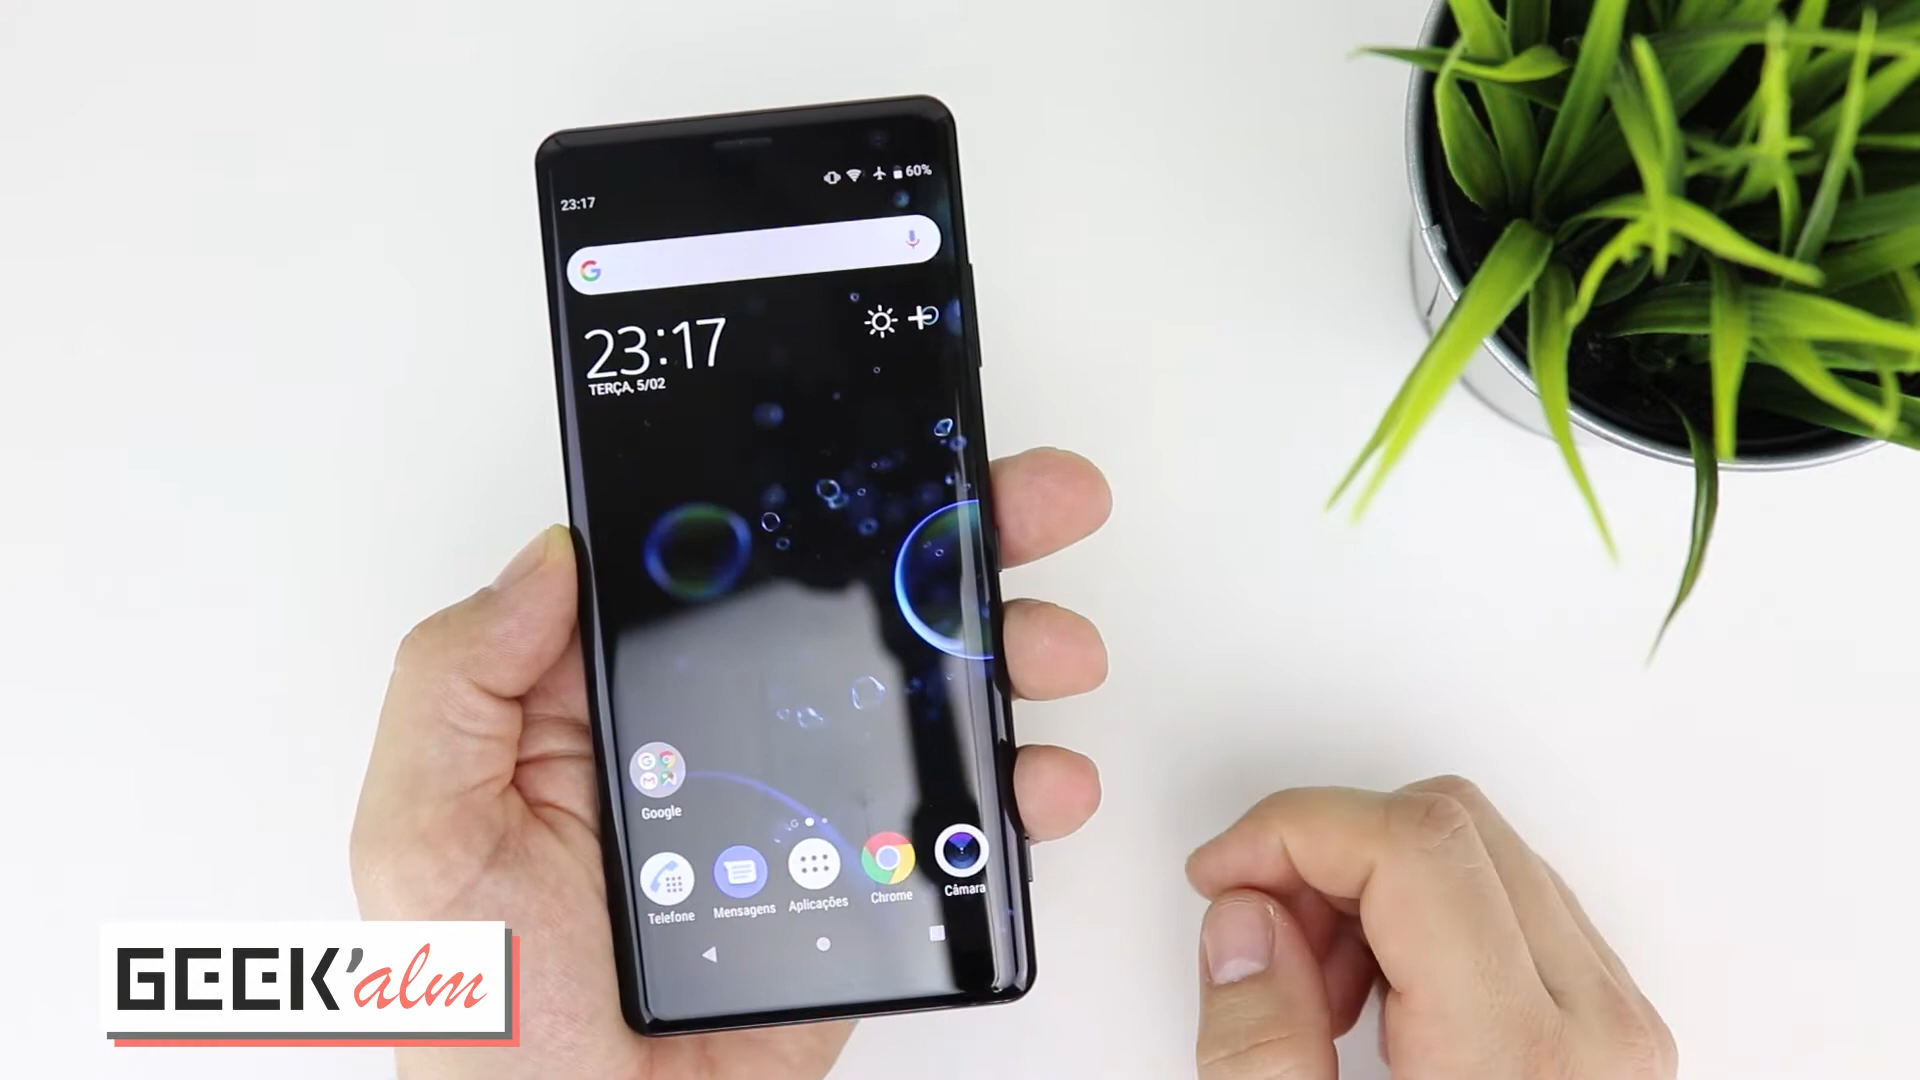 60%
23:17
23:17
TERÇA, 5/02
Google
Telefone
Mensagens
Aplicações
Chrome
Câmara
GEEK'alm